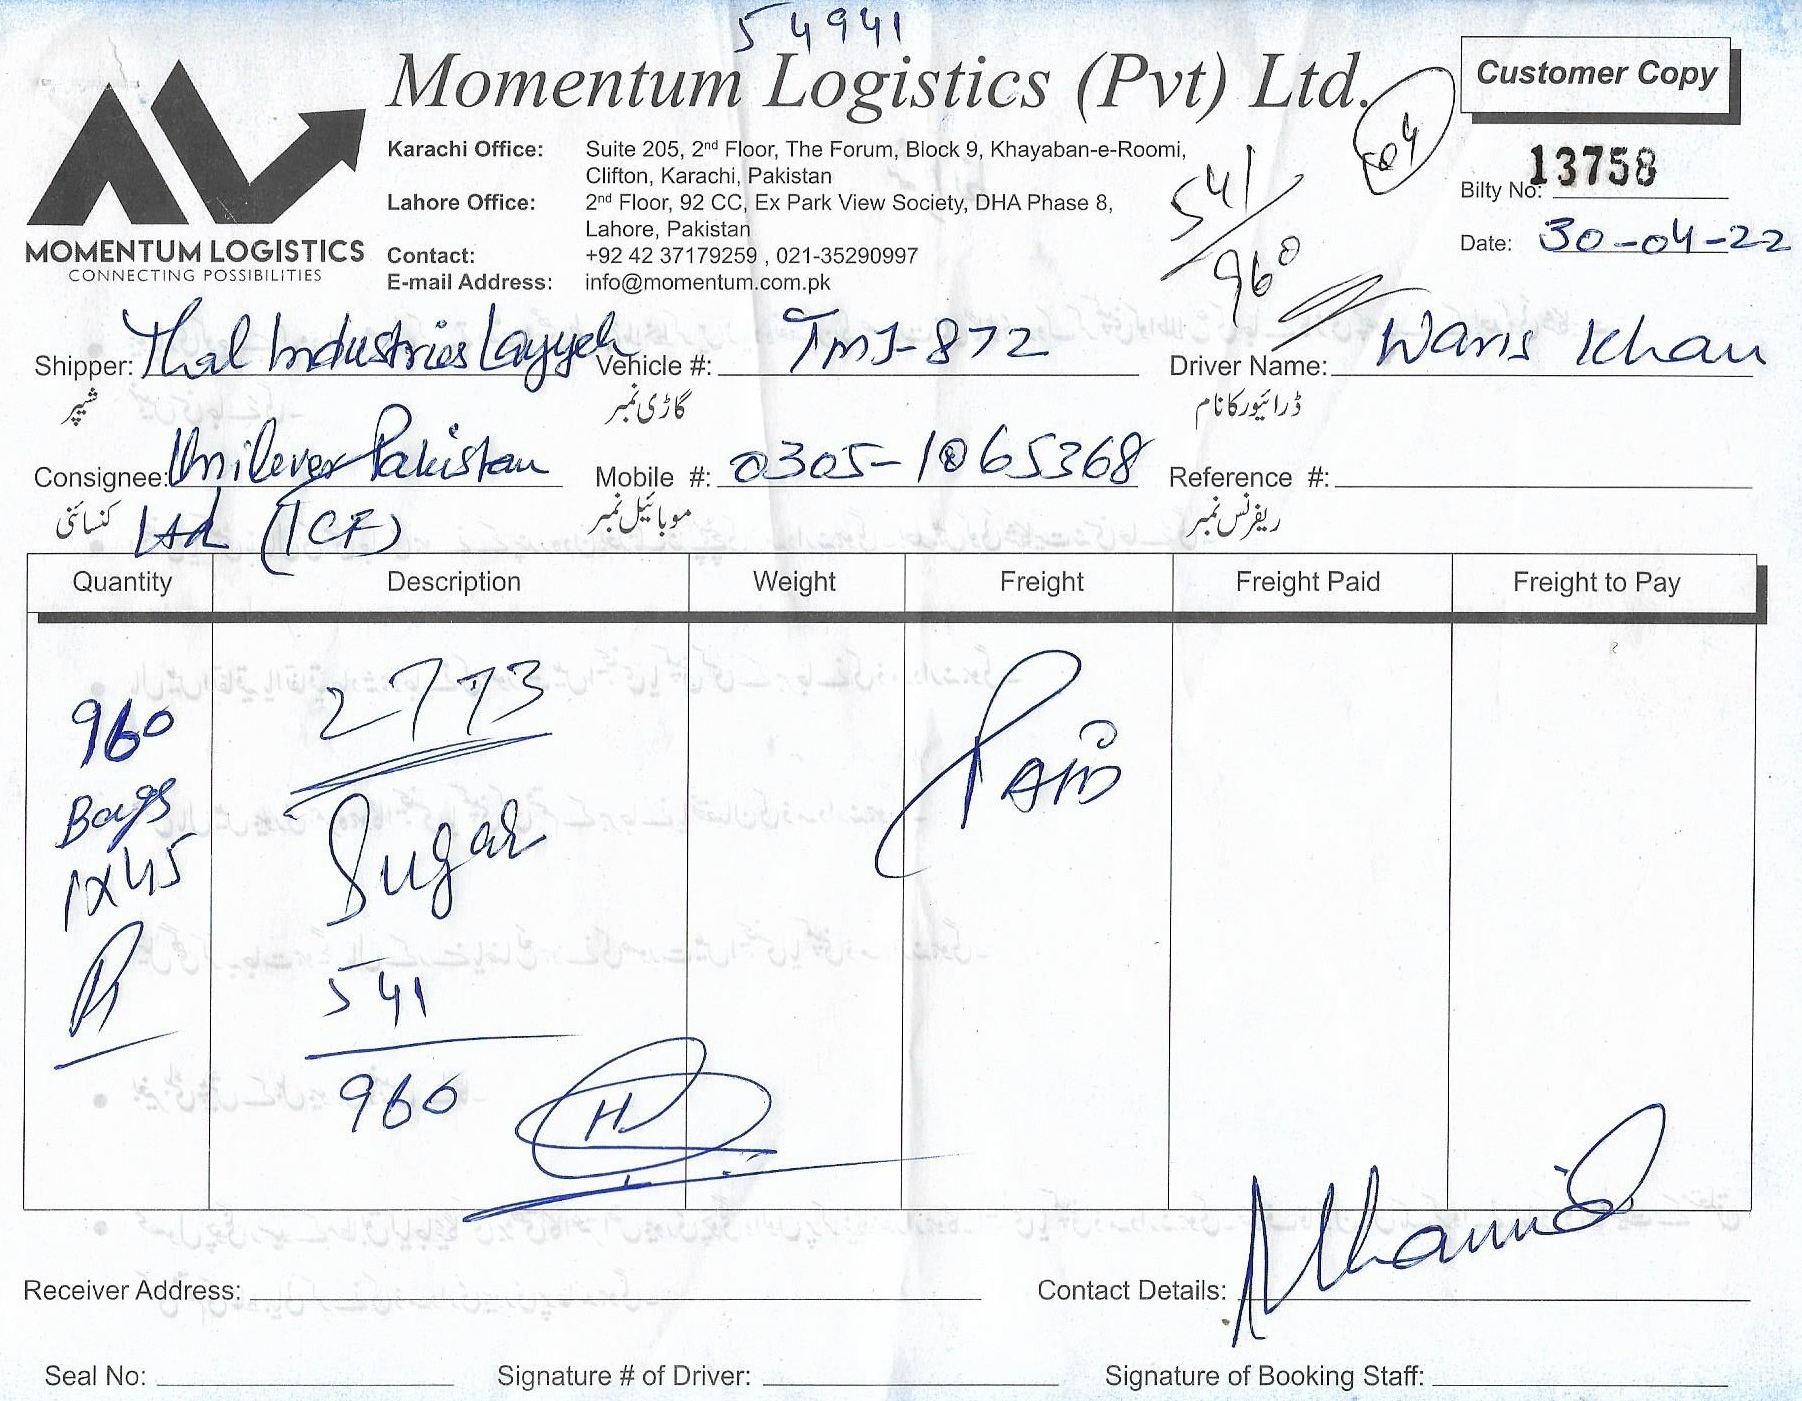 54941
Momentum Logistics (Pvt) Ltd.
Customer Copy
MOMENTUM LOGISTICS
CONNECTING POSSIBILITIES
Karachi Office: Suite 205, 2nd Floor, The Forum, Block 9, Khayaban-e-Roomi,
Clifton, Karachi, Pakistan
Lahore Office: 2nd Floor, 92 CC, Ex Park View Society, DHA Phase 8,
Lahore, Pakistan
Contact: +92 42 37179259 , 021-35290997
E-mail Address: info@momentum.com.pk
541
960
Bilty No: 13758
Date: 30-04-22
Shipper: Thal Industries Layyah Vehicle #: TMJ-872 Driver Name: Waris Khan
شپپر گاڑی نمبر ڈرائیور کا نام
Consignee: Unilever Pakistan Mobile #: 0305-1065368 Reference #:
کنسائنی Ltd (ICF) موبائیل نمبر ریفرنس نمبر
Quantity Description Weight Freight Freight Paid Freight to Pay
960 2773 PAID
Bags Sugar
1x45
541
960
Receiver Address: Contact Details:
Seal No: Signature # of Driver: Signature of Booking Staff: